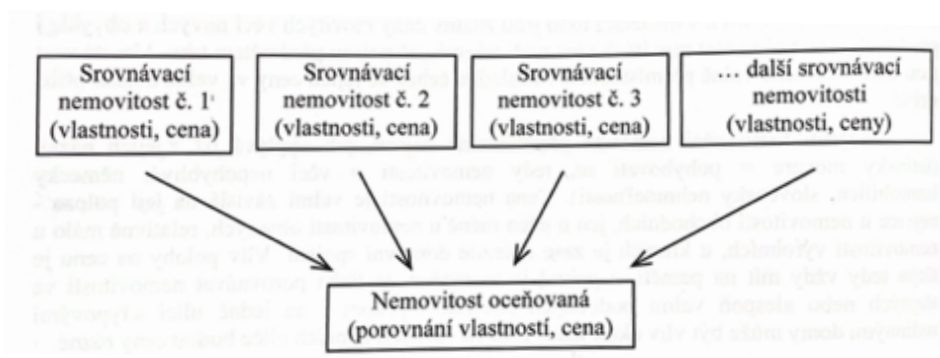 Srovnávací
nemovitost č. 1
(vlastnosti, cena)
Srovnávací
nemovitost č. 2
(vlastnosti, cena)
Srovnávací
nemovitost č. 3
(vlastnosti, cena)
... další srovnávací
nemovitosti
(vlastnosti, ceny)
Nemovitost oceňovaná
(porovnání vlastností, cena)